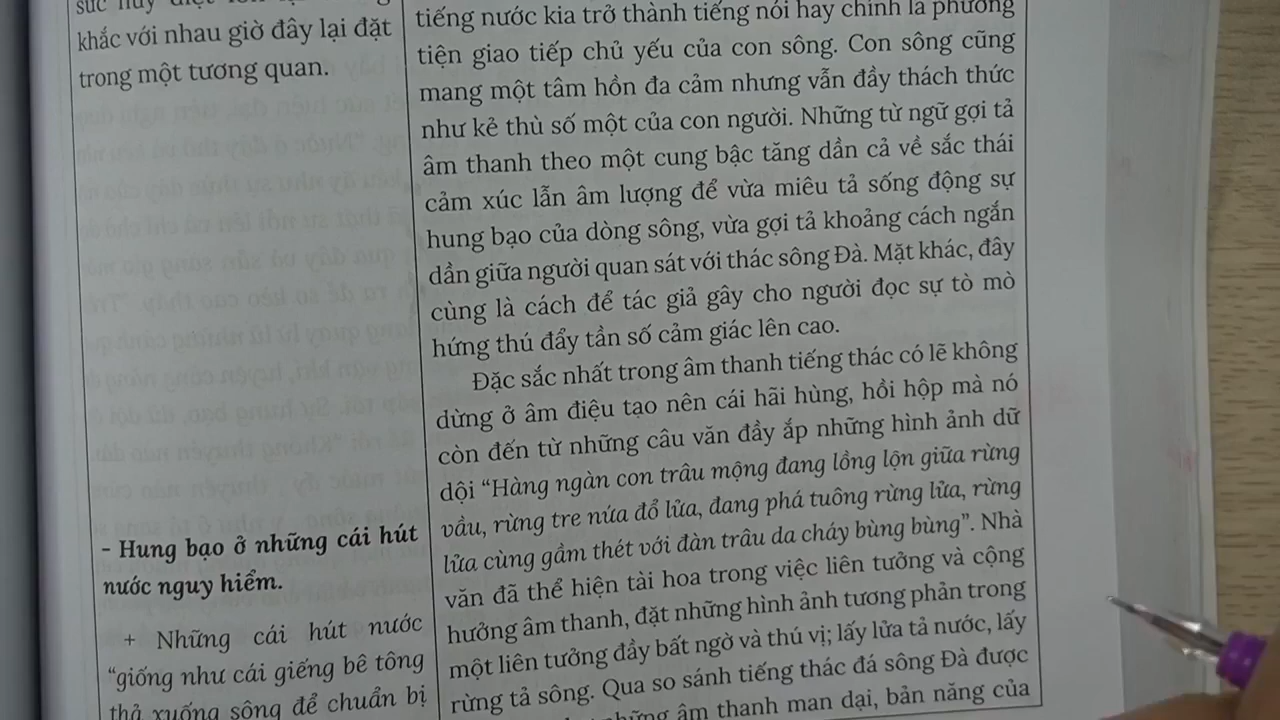 khắc với nhau giờ đây lại đặt
trong một tương quan.
- Hung bạo ở những cái hút
nước nguy hiểm.
+ Những cái hút nước
“giống như cái giếng bê tông
thả xuống sông để chuẩn bị
tiếng nước kia trở thành tiếng nói hay chính là phương
tiện giao tiếp chủ yếu của con sông. Con sông cũng
mang một tâm hồn đa cảm nhưng vẫn đầy thách thức
như kẻ thù số một của con người. Những từ ngữ gợi tả
âm thanh theo một cung bậc tăng dần cả về sắc thái
cảm xúc lẫn âm lượng để vừa miêu tả sống động sự
hung bạo của dòng sông, vừa gợi tả khoảng cách ngắn
dần giữa người quan sát với thác sông Đà. Mặt khác, đây
cùng là cách để tác giả gây cho người đọc sự tò mò
hứng thú đẩy tần số cảm giác lên cao.
Đặc sắc nhất trong âm thanh tiếng thác có lẽ không
dừng ở âm điệu tạo nên cái hãi hùng, hồi hộp mà nó
còn đến từ những câu văn đầy ắp những hình ảnh dữ
dội “Hàng ngàn con trâu mộng đang lồng lộn giữa rừng
vầu, rừng tre nứa đổ lửa, đang phá tuông rừng lửa, rừng
lửa cùng gầm thét với đàn trâu da cháy bùng bùng”. Nhà
văn đã thể hiện tài hoa trong việc liên tưởng và cộng
hưởng âm thanh, đặt những hình ảnh tương phản trong
một liên tưởng đầy bất ngờ và thú vị; lấy lửa tả nước, lấy
rừng tả sông. Qua so sánh tiếng thác đá sông Đà được
những âm thanh man dại, bản năng của